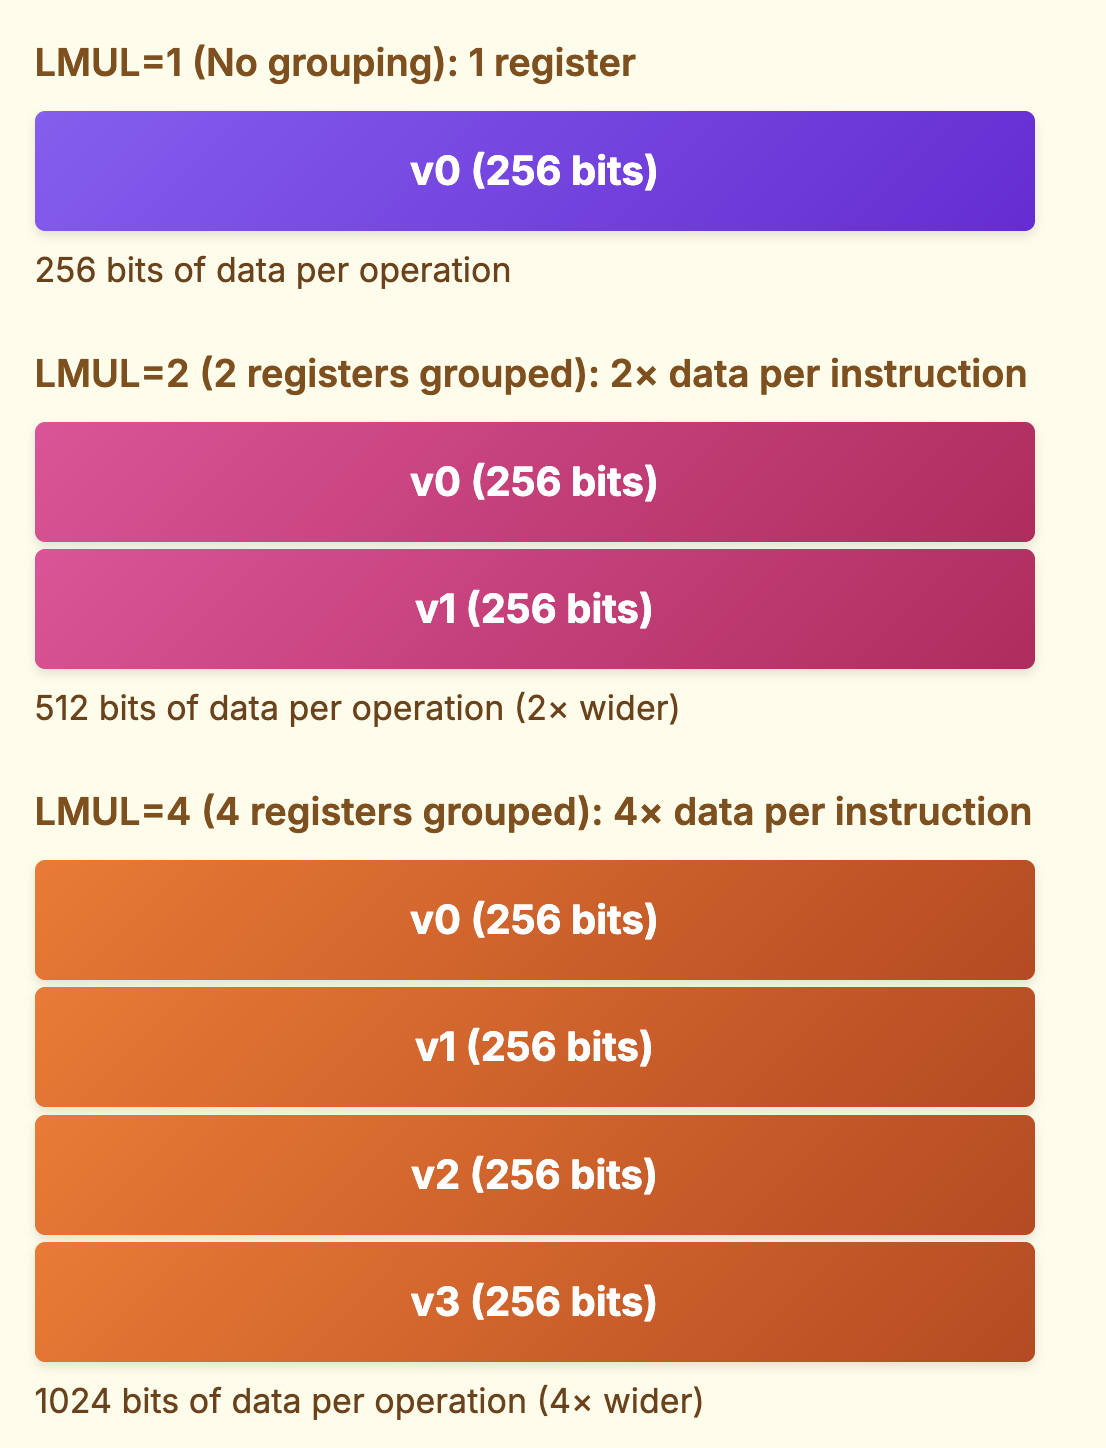 LMUL=1 (No grouping): 1 register
v0 (256 bits)
256 bits of data per operation
LMUL=2 (2 registers grouped): 2× data per instruction
v0 (256 bits)
v1 (256 bits)
512 bits of data per operation (2× wider)
LMUL=4 (4 registers grouped): 4× data per instruction
v0 (256 bits)
v1 (256 bits)
v2 (256 bits)
v3 (256 bits)
1024 bits of data per operation (4× wider)